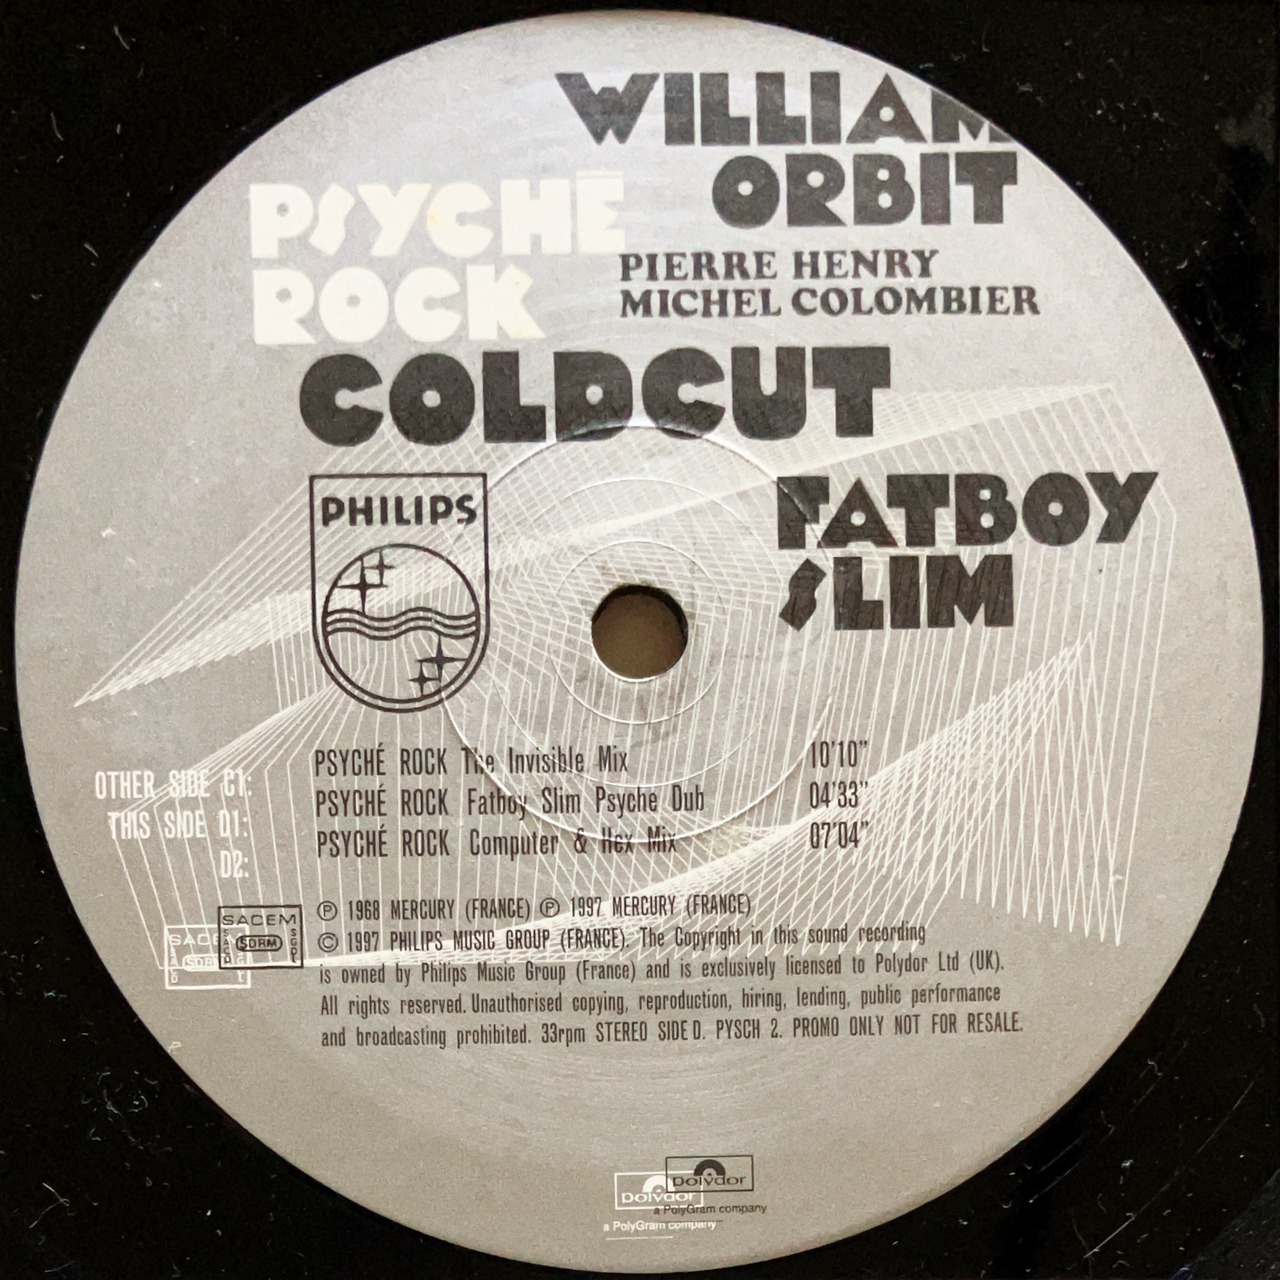 WILLIAM
ORBIT
PSYCHÉ
ROCK
PIERRE HENRY
MICHEL COLOMBIER
COLDCUT
PHILIPS
FATBOY
SLIM
OTHER SIDE C1: PSYCHÉ ROCK The Invisible Mix 10'10"
THIS SIDE D1: PSYCHÉ ROCK Fatboy Slim Psyche Dub 04'33"
D2: PSYCHÉ ROCK Computer & Hex Mix 07'04"
SACEM
SDRM
SACD
SGDL
℗ 1968 MERCURY (FRANCE) ℗ 1997 MERCURY (FRANCE)
© 1997 PHILIPS MUSIC GROUP (FRANCE). The Copyright in this sound recording
is owned by Philips Music Group (France) and is exclusively licensed to Polydor Ltd (UK).
All rights reserved. Unauthorised copying, reproduction, hiring, lending, public performance
and broadcasting prohibited. 33rpm STEREO SIDE D. PYSCH 2. PROMO ONLY NOT FOR RESALE.
polydor
a PolyGram company
polydor
a PolyGram company